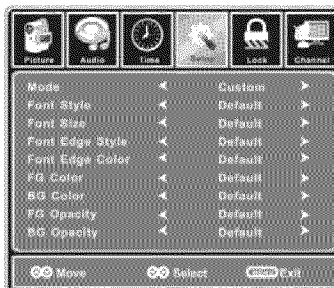 Picture Audio Time Setup Lock Channel
Mode Custom
Font Style Default
Font Size Default
Font Edge Style Default
Font Edge Color Default
FG Color Default
BG Color Default
FG Opacity Default
BG Opacity Default
Move Select Exit